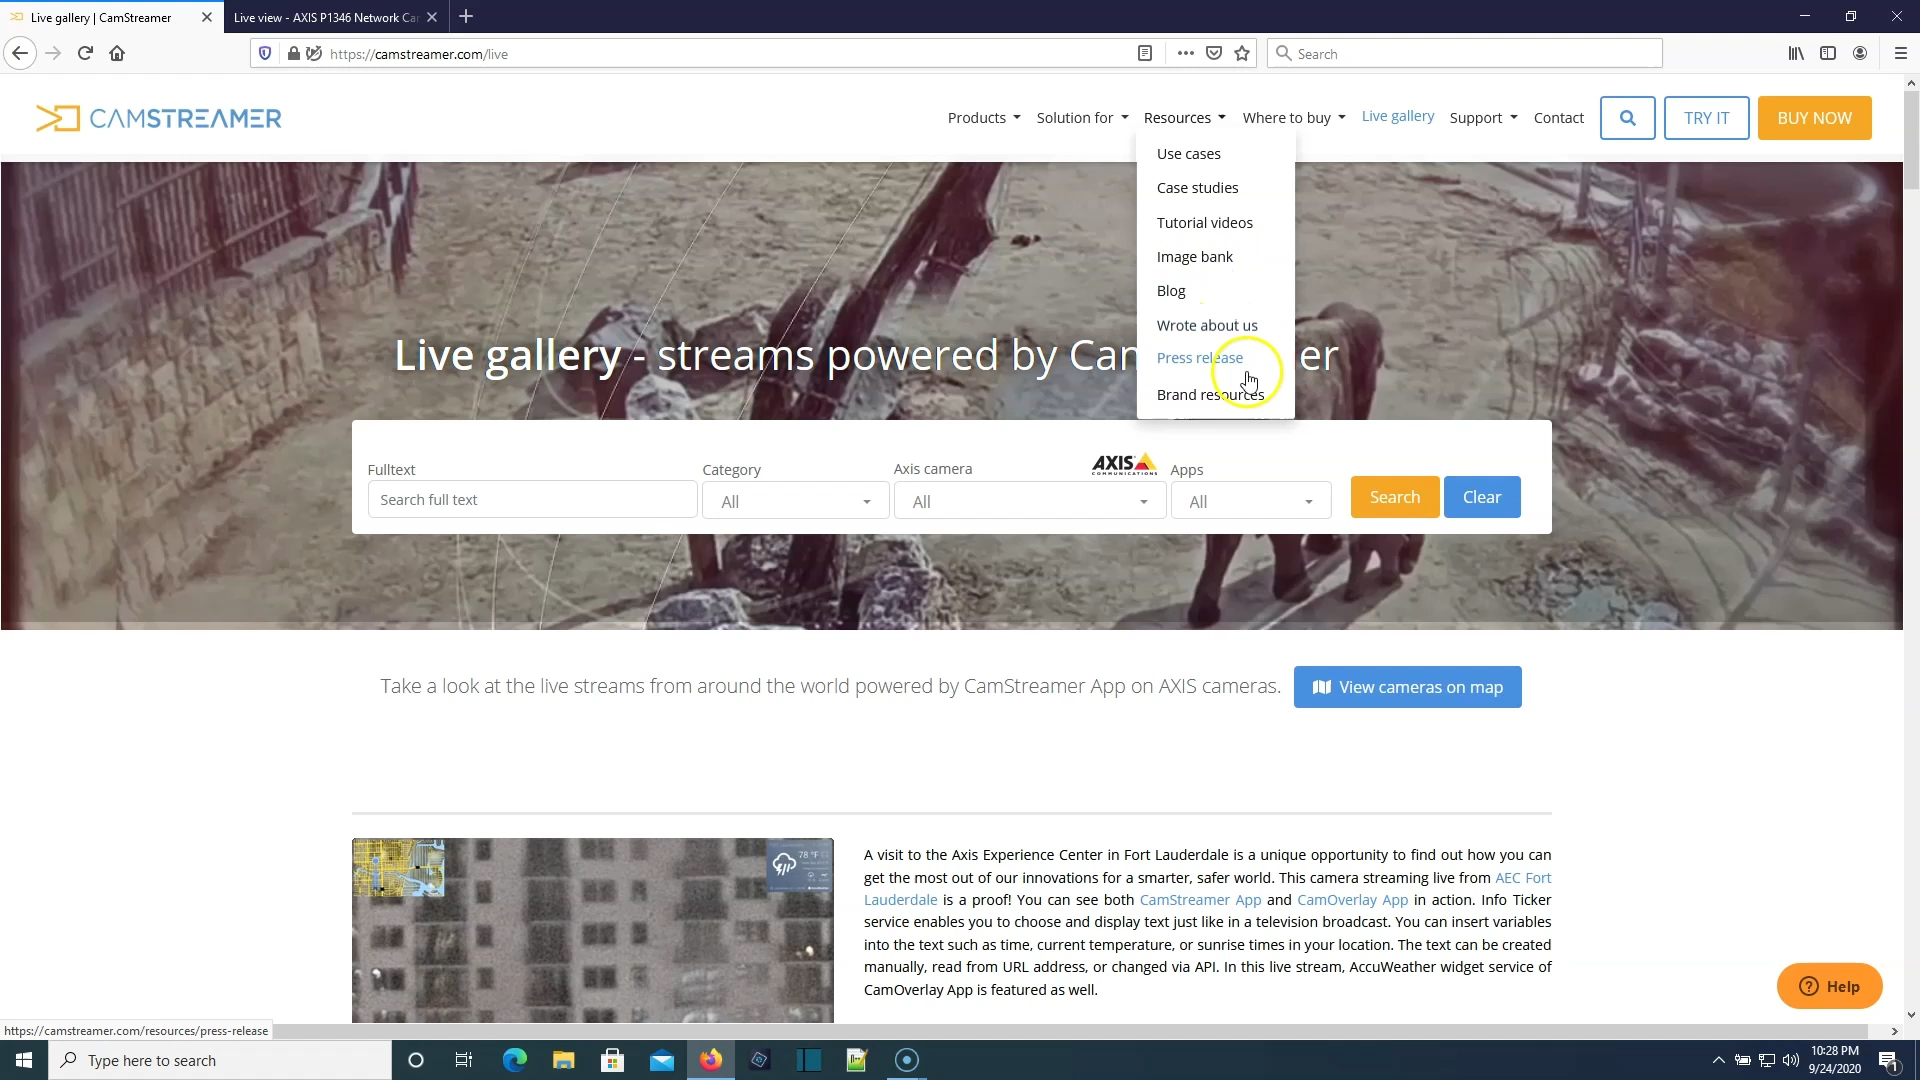 Live gallery | CamStreamer
Live view - AXIS P1346 Network Ca
https://camstreamer.com/live
Search
CAMSTREAMER
Products
Solution for
Resources
Where to buy
Live gallery
Support
Contact
TRY IT
BUY NOW
Use cases
Case studies
Tutorial videos
Image bank
Blog
Wrote about us
Press release
Brand resources
Live gallery - streams powered by Cam er
Fulltext
Category
Axis camera
AXIS
COMMUNICATIONS
Apps
Search full text
All
All
All
Search
Clear
Take a look at the live streams from around the world powered by CamStreamer App on AXIS cameras.
View cameras on map
78 °F
A visit to the Axis Experience Center in Fort Lauderdale is a unique opportunity to find out how you can
get the most out of our innovations for a smarter, safer world. This camera streaming live from AEC Fort
Lauderdale is a proof! You can see both CamStreamer App and CamOverlay App in action. Info Ticker
service enables you to choose and display text just like in a television broadcast. You can insert variables
into the text such as time, current temperature, or sunrise times in your location. The text can be created
manually, read from URL address, or changed via API. In this live stream, AccuWeather widget service of
CamOverlay App is featured as well.
Help
https://camstreamer.com/resources/press-release
Type here to search
10:28 PM
9/24/2020
1